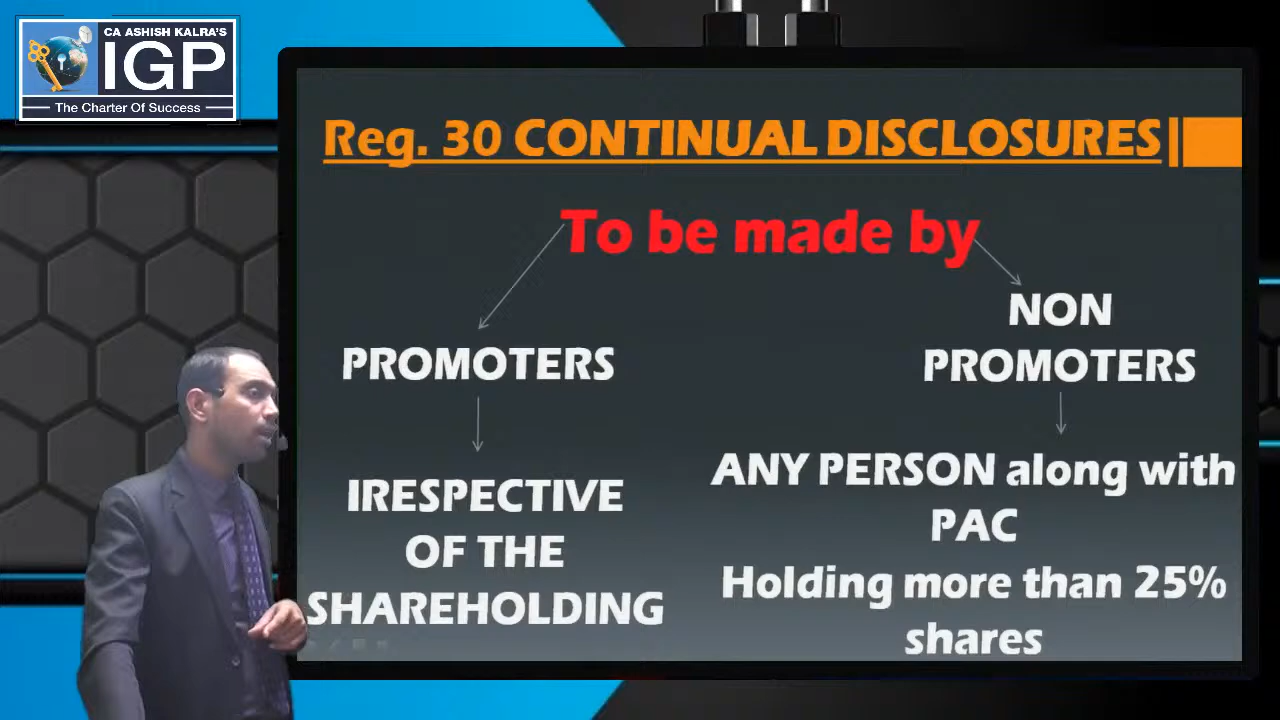 CA ASHISH KALRA'S
IGP
The Charter Of Success
Reg. 30 CONTINUAL DISCLOSURES
To be made by
NON
PROMOTERS
PROMOTERS
ANY PERSON along with
PAC
Holding more than 25%
shares
IRESPECTIVE
OF THE
SHAREHOLDING